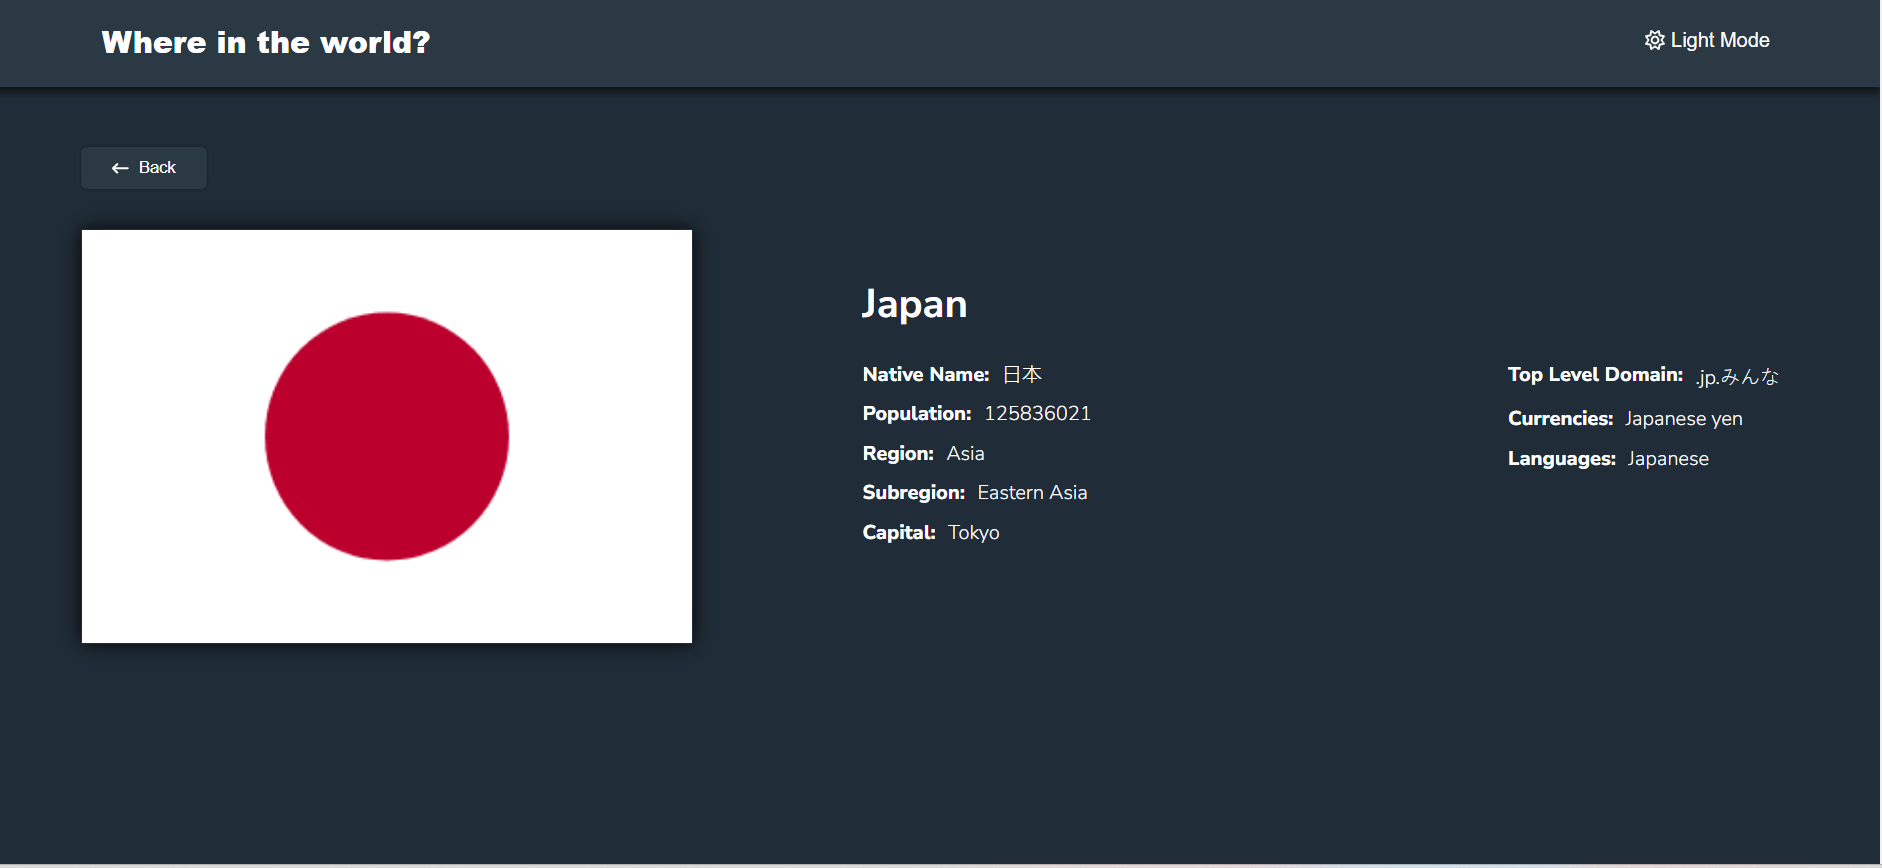 Where in the world?
Light Mode
Back
Japan
Native Name: 日本
Population: 125836021
Region: Asia
Subregion: Eastern Asia
Capital: Tokyo
Top Level Domain: .jp.みんな
Currencies: Japanese yen
Languages: Japanese